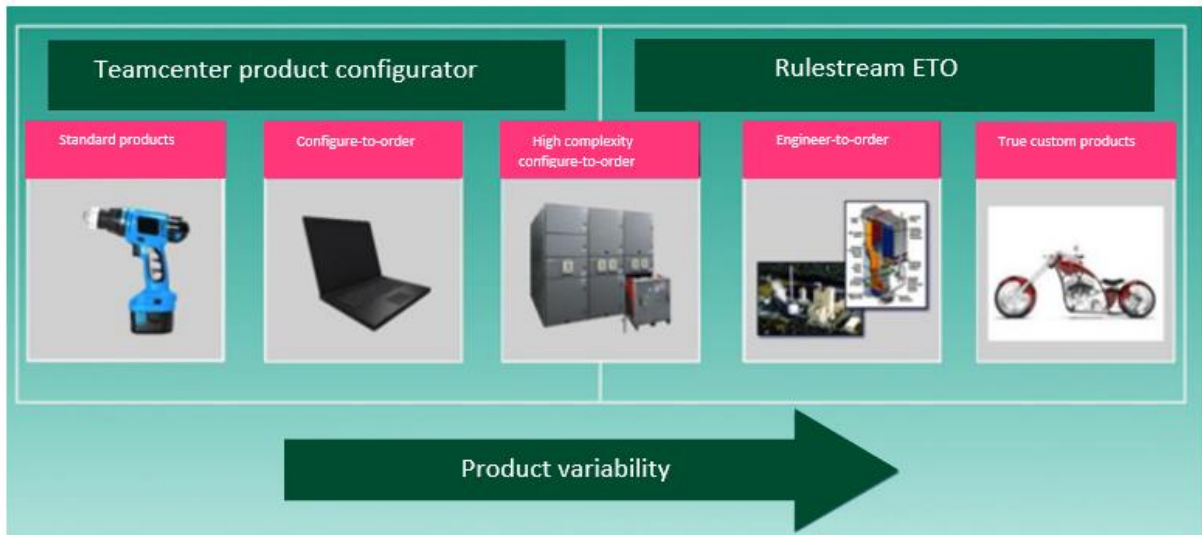 Teamcenter product configurator
Rulestream ETO
Standard products
Configure-to-order
High complexity
configure-to-order
Engineer-to-order
True custom products
Product variability